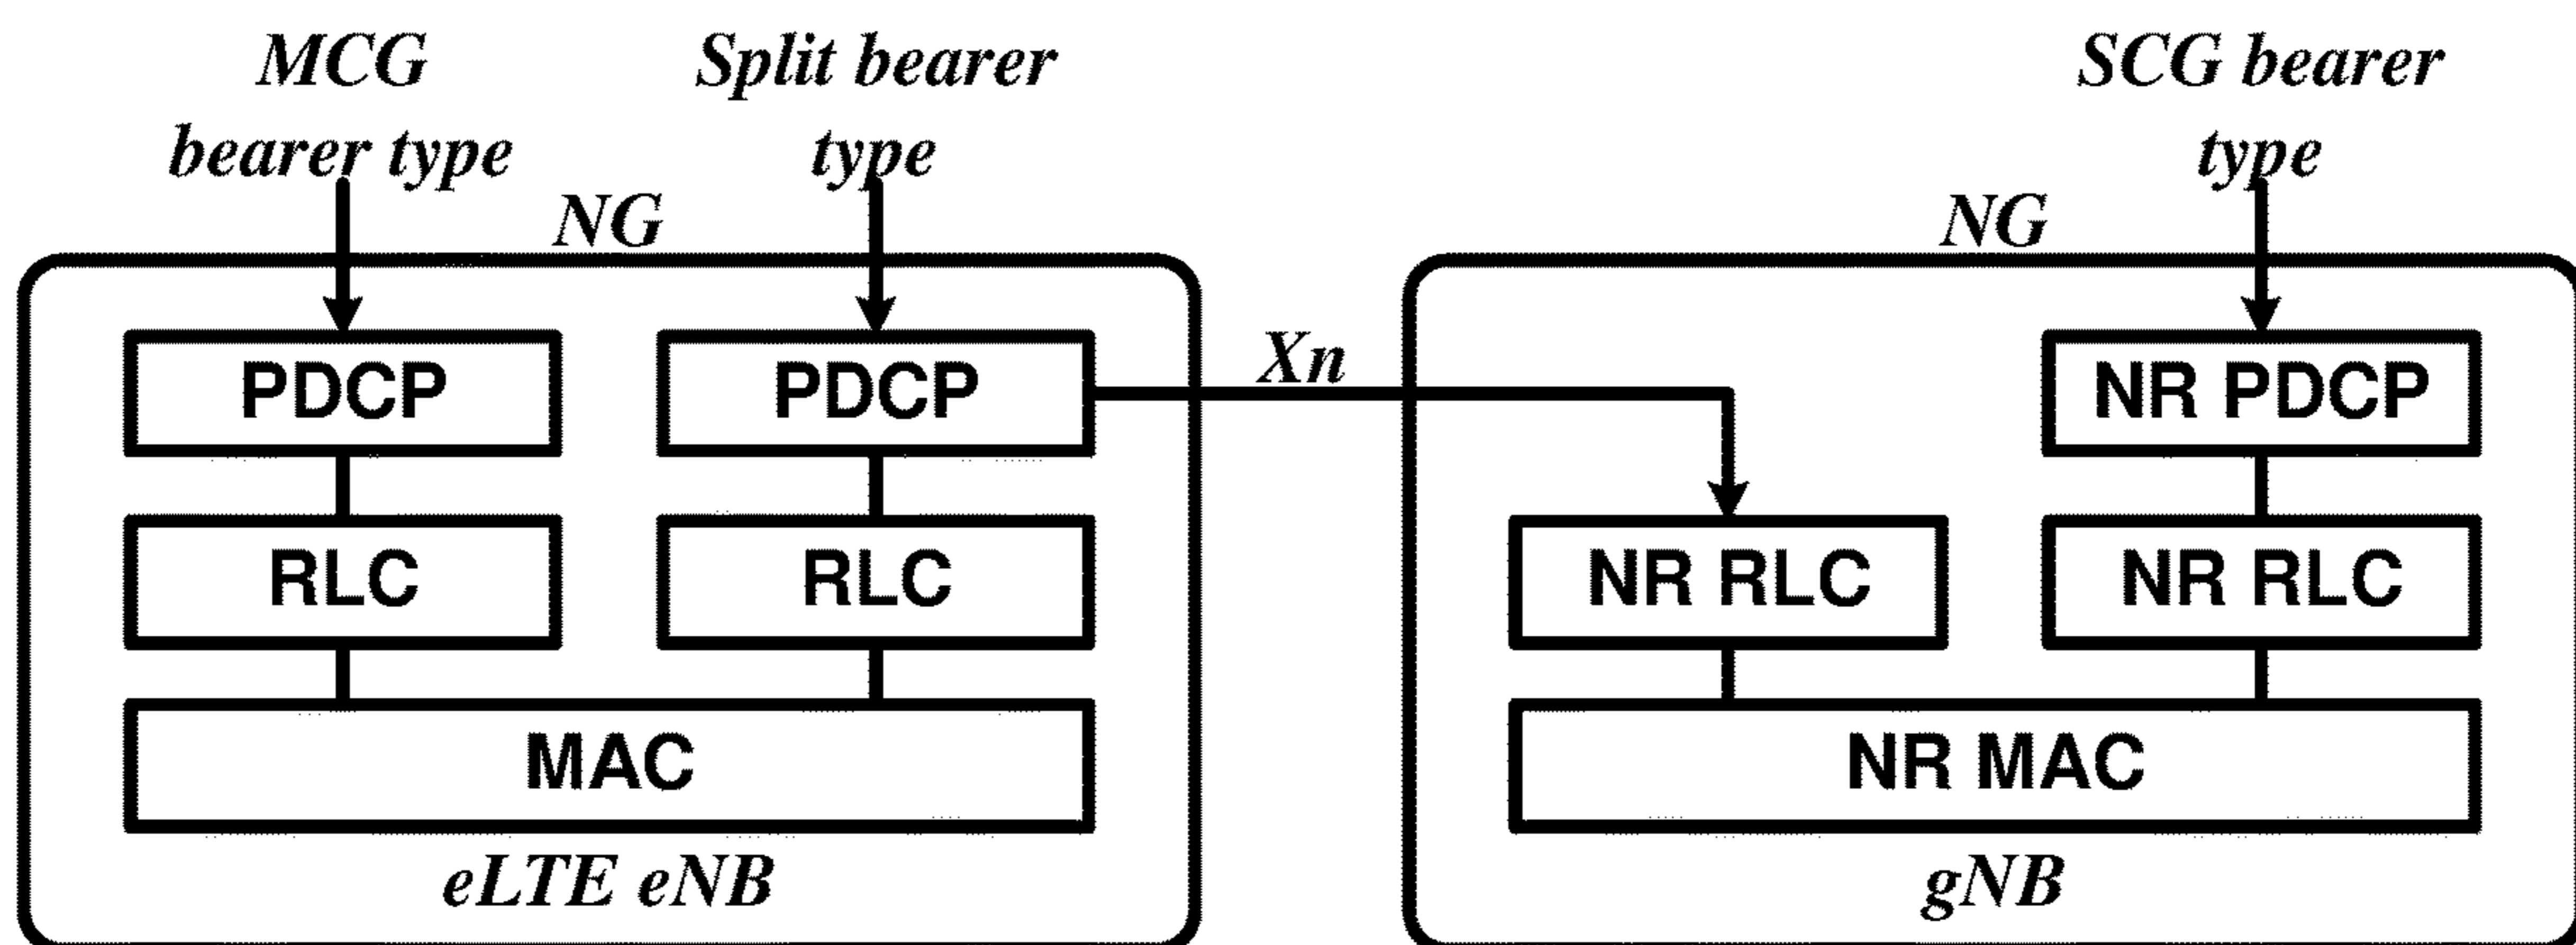 MCG
bearer type
Split bearer
type
SCG bearer
type
NG
NG
Xn
PDCP
PDCP
NR PDCP
RLC
RLC
NR RLC
NR RLC
MAC
NR MAC
eLTE eNB
gNB